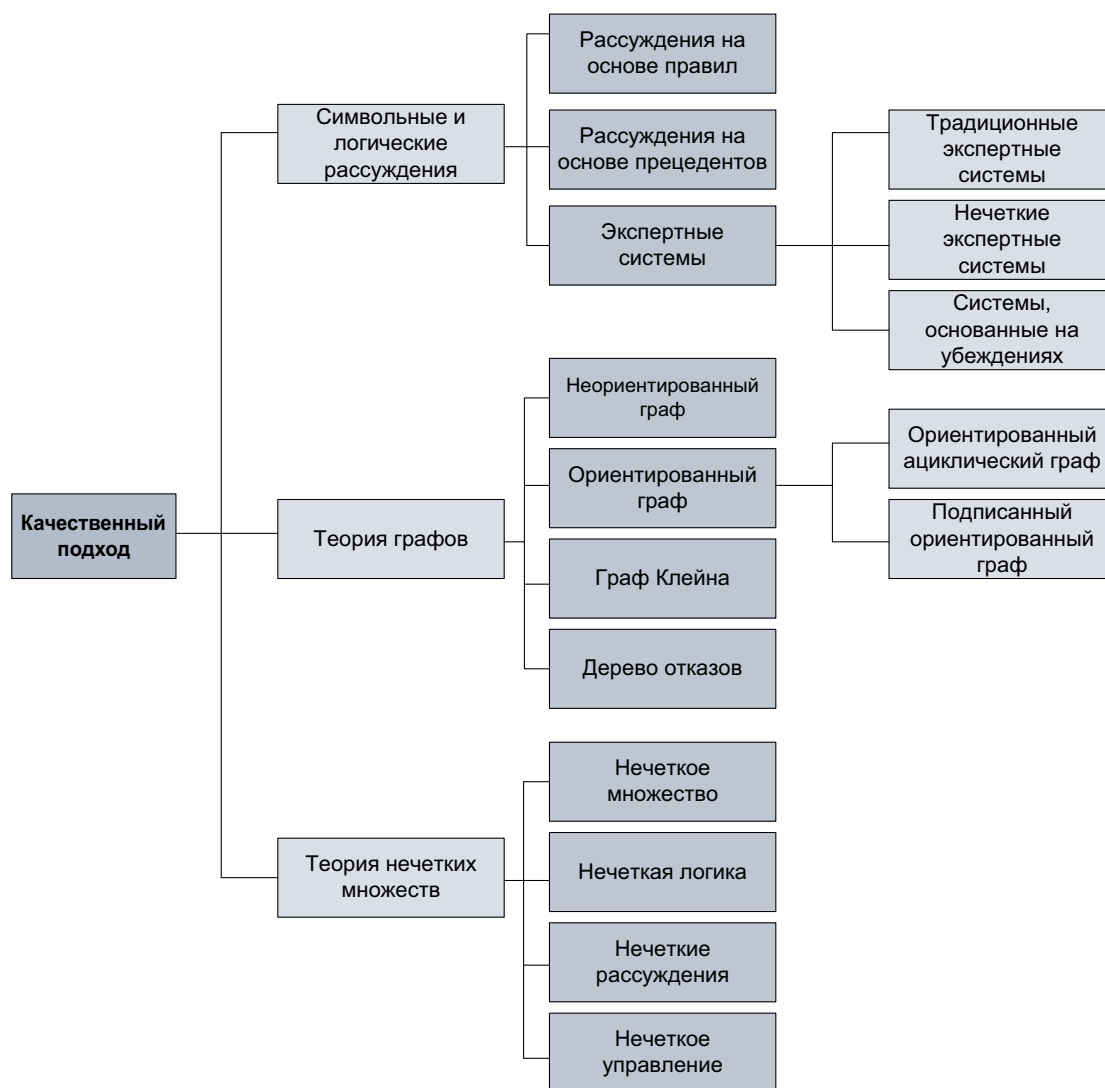 Качественный
подход
Символьные и
логические
рассуждения
Рассуждения на
основе правил
Рассуждения на
основе прецедентов
Экспертные
системы
Традиционные
экспертные
системы
Нечеткие
экспертные
системы
Системы,
основанные на
убеждениях
Теория графов
Неориентированный
граф
Ориентированный
граф
Ориентированный
ациклический граф
Подписанный
ориентированный
граф
Граф Клейна
Дерево отказов
Теория нечетких
множеств
Нечеткое
множество
Нечеткая логика
Нечеткие
рассуждения
Нечеткое
управление